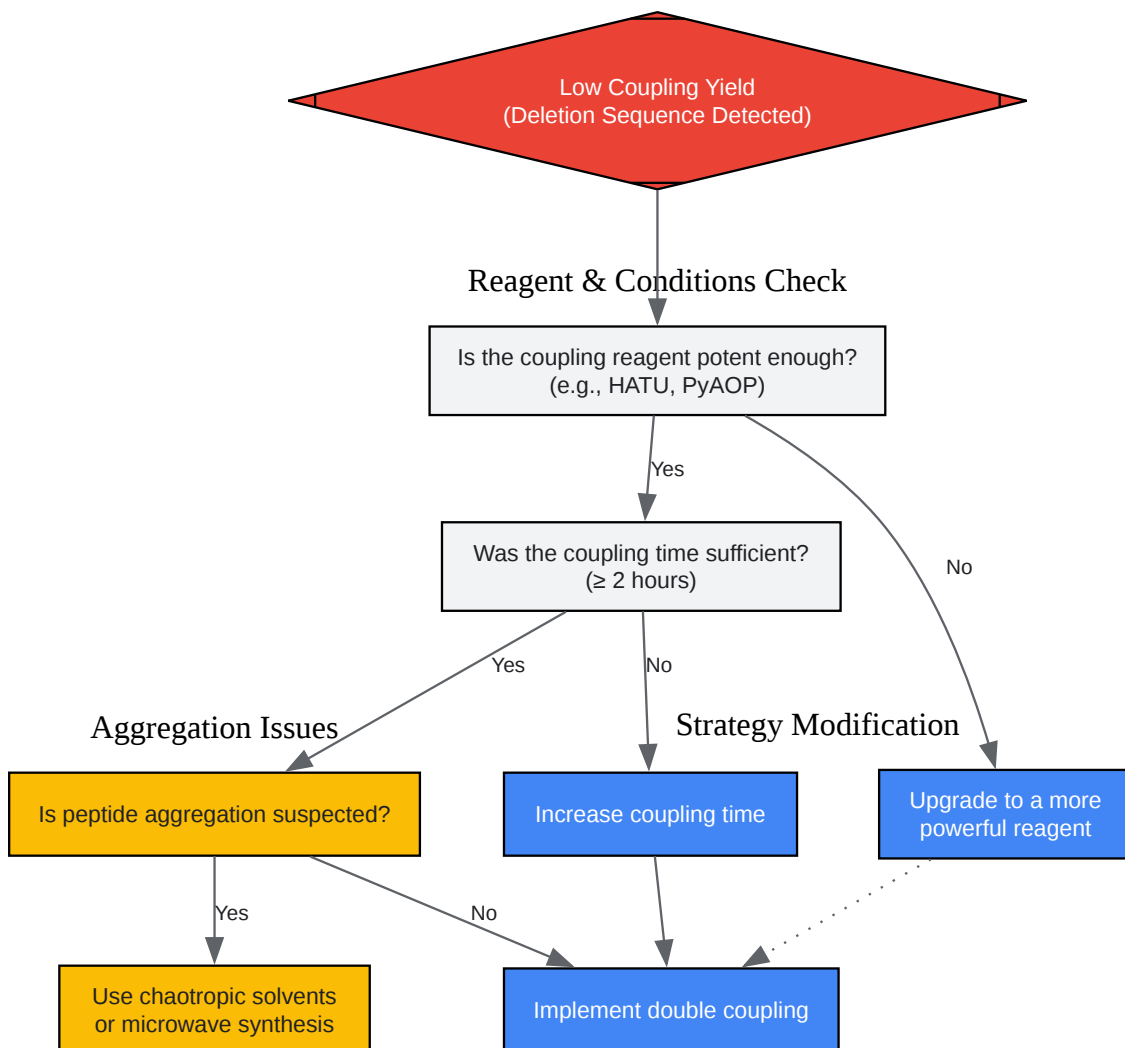 Low Coupling Yield
(Deletion Sequence Detected)
Reagent & Conditions Check
Is the coupling reagent potent enough?
(e.g., HATU, PyAOP)
Yes
No
Was the coupling time sufficient?
(≥ 2 hours)
Yes
No
Aggregation Issues
Strategy Modification
Is peptide aggregation suspected?
Increase coupling time
Upgrade to a more
powerful reagent
Yes
No
Use chaotropic solvents
or microwave synthesis
Implement double coupling